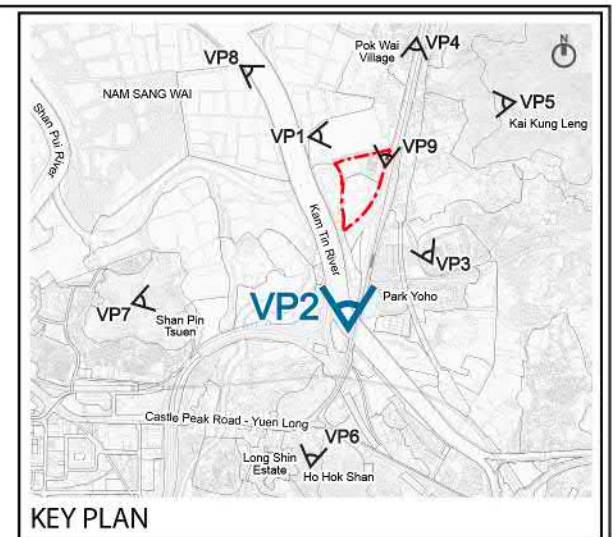 N
Pok Wai
Village
VP4
VP8
NAM SANG WAI
VP5
Kai Kung Leng
Shan Pui River
VP1
VP9
Kam Tin River
VP3
VP2
Park Yoho
VP7
Shan Pin
Tsuen
Castle Peak Road - Yuen Long
VP6
Long Shin
Estate
Ho Hok Shan
KEY PLAN